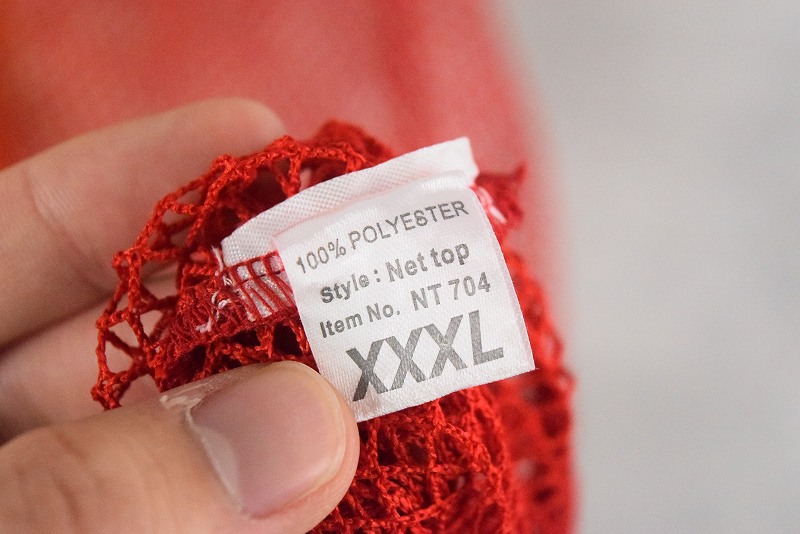 100% POLYESTER
Style : Net top
Item No. NT 704
XXXL